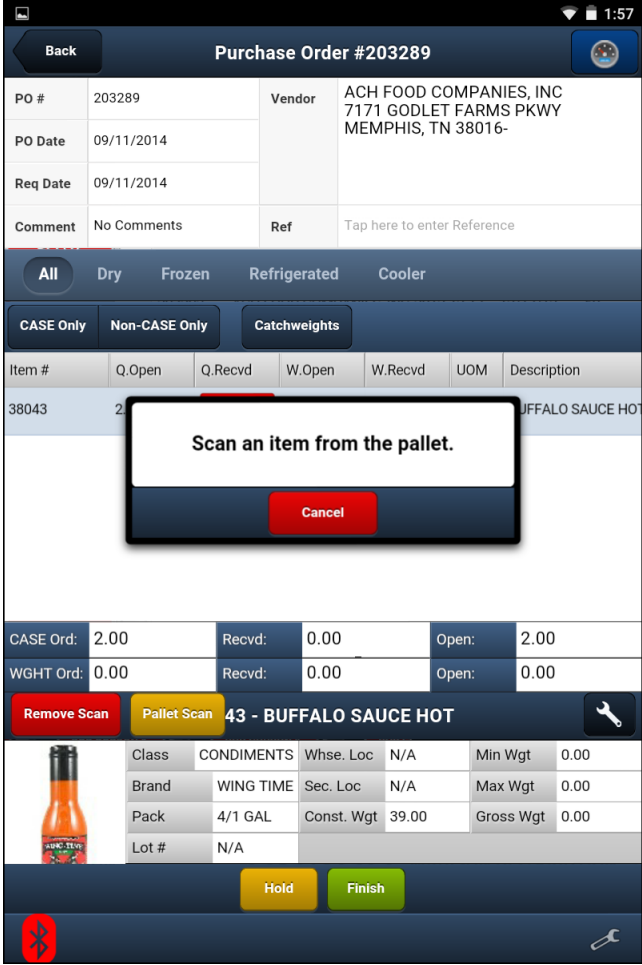 1:57
Back
Purchase Order #203289
PO # 203289
Vendor ACH FOOD COMPANIES, INC
7171 GODLET FARMS PKWY
MEMPHIS, TN 38016-
PO Date 09/11/2014
Req Date 09/11/2014
Comment No Comments Ref Tap here to enter Reference
All Dry Frozen Refrigerated Cooler
CASE Only Non-CASE Only Catchweights
Item # Q.Open Q.Recvd W.Open W.Recvd UOM Description
38043 2. UFFALO SAUCE HOT
Scan an item from the pallet.
Cancel
CASE Ord: 2.00 Recvd: 0.00 Open: 2.00
WGHT Ord: 0.00 Recvd: 0.00 Open: 0.00
Remove Scan Pallet Scan 43 - BUFFALO SAUCE HOT
Class CONDIMENTS Whse. Loc N/A Min Wgt 0.00
Brand WING TIME Sec. Loc N/A Max Wgt 0.00
Pack 4/1 GAL Const. Wgt 39.00 Gross Wgt 0.00
Lot # N/A
WING TIME
Hold Finish